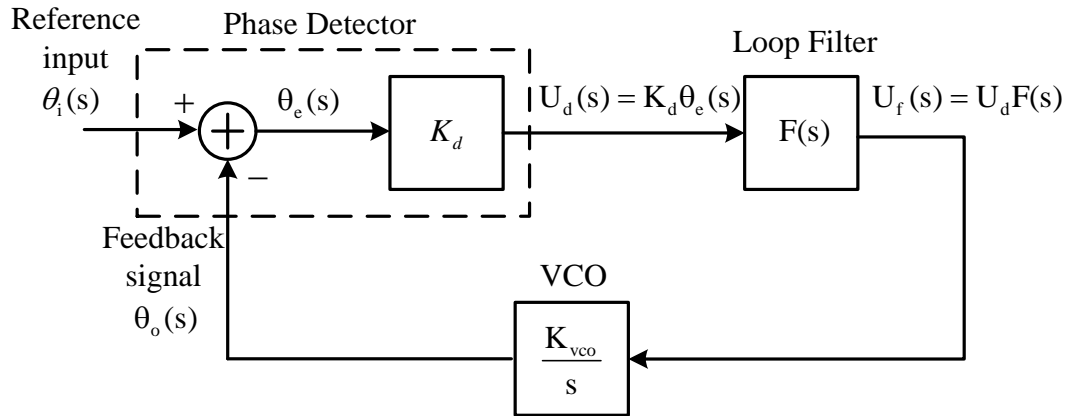 Reference
input
θi(s)
Phase Detector
+
−
θe(s)
Kd
Ud(s) = Kdθe(s)
Loop Filter
F(s)
Uf(s) = UdF(s)
Feedback
signal
θo(s)
VCO
Kvco
s